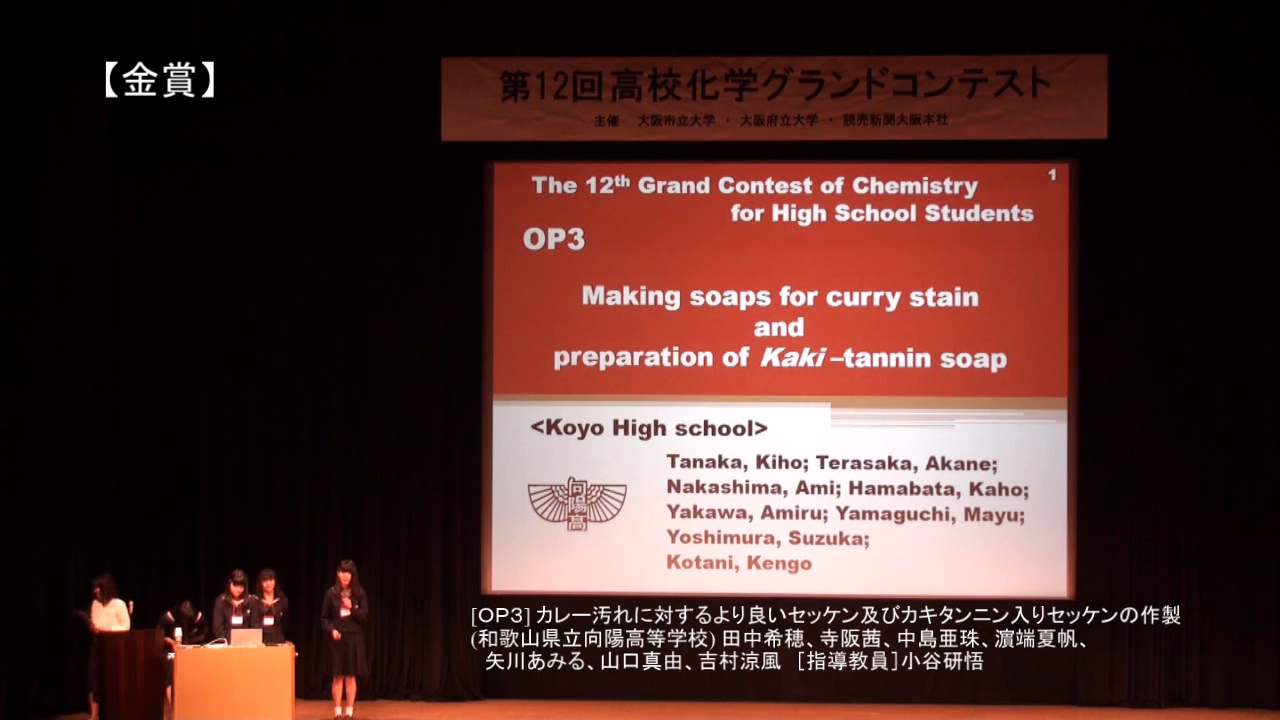 【金賞】
第12回高校化学グランドコンテスト
主催 大阪市立大学 ・ 大阪府立大学 ・ 読売新聞大阪本社
1
The 12th Grand Contest of Chemistry
for High School Students
OP3
Making soaps for curry stain
and
preparation of Kaki –tannin soap
<Koyo High school>
向陽高
Tanaka, Kiho; Terasaka, Akane;
Nakashima, Ami; Hamabata, Kaho;
Yakawa, Amiru; Yamaguchi, Mayu;
Yoshimura, Suzuka;
Kotani, Kengo
[OP3] カレー汚れに対するより良いセッケン及びカキタンニン入りセッケンの作製
(和歌山県立向陽高等学校) 田中希穂、寺阪茜、中島亜珠、濵端夏帆、
矢川あみる、山口真由、吉村涼風 [指導教員]小谷研悟